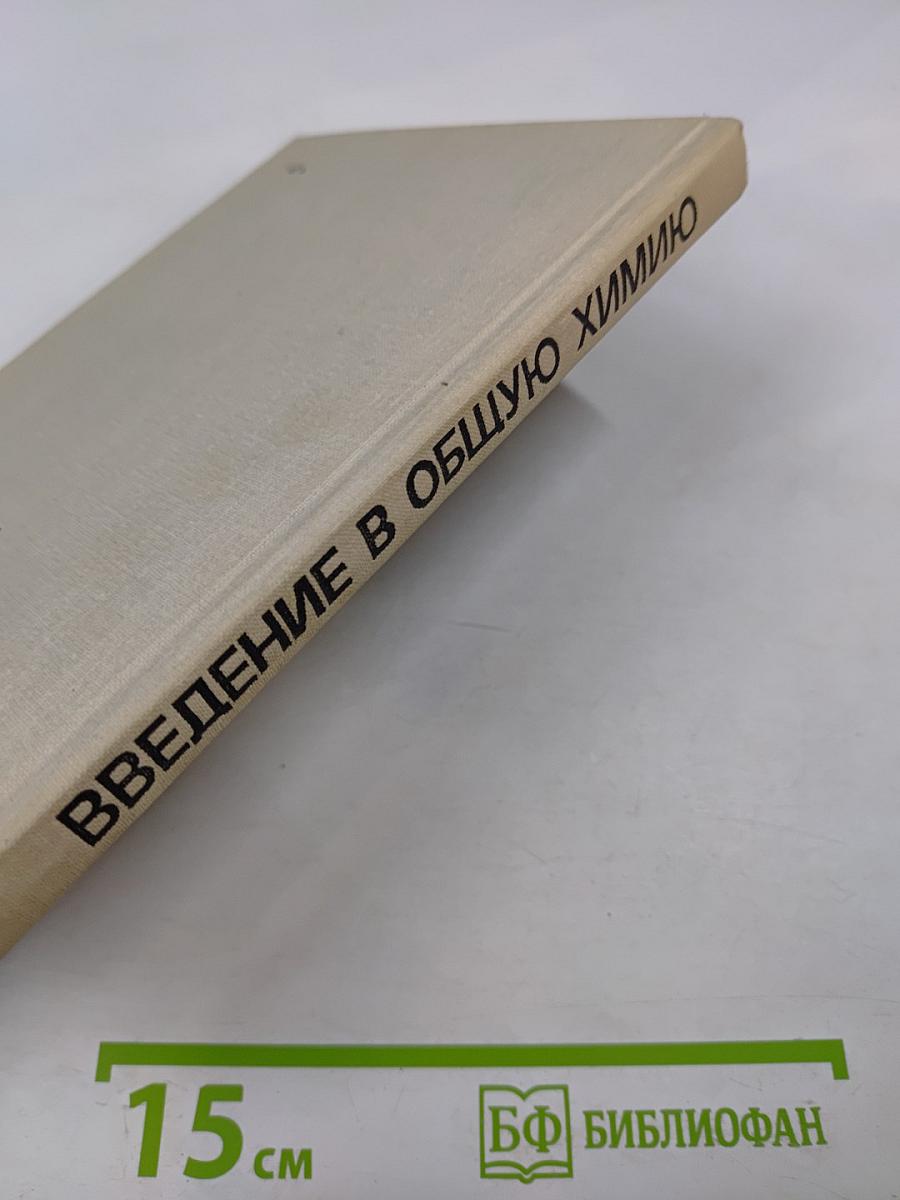 ВВЕДЕНИЕ В ОБЩУЮ ХИМИЮ
15 см
БФ БИБЛИОФАН